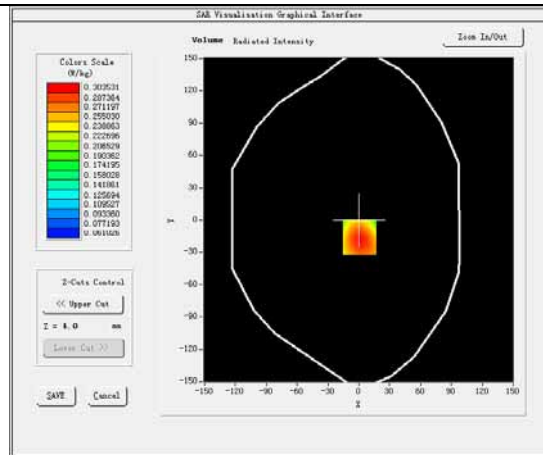 SAR Visualisation Graphical Interface
Volume Radiated Intensity
Zoom In/Out
Colors Scale
(W/kg)
0.303531
0.287364
0.271197
0.255030
0.238863
0.222696
0.206529
0.190362
0.174195
0.158028
0.141861
0.125694
0.109527
0.093360
0.077193
0.061026
150
120
90
60
30
0
-30
-60
-90
-120
-150
Y
-150 -120 -90 -60 -30 0 30 60 90 120 150
X
Z-Cuts Control
<< Upper Cut
Z = 4.0 mm
Lower Cut >>
SAVE Cancel